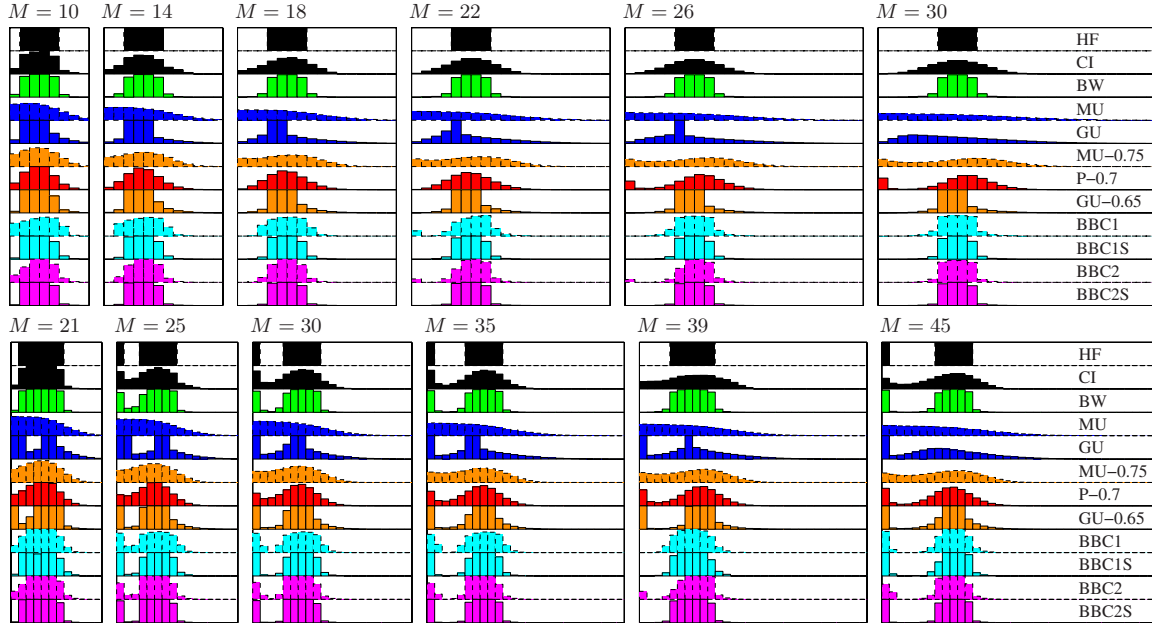 M = 10 M = 14 M = 18 M = 22 M = 26 M = 30
HF
CI
BW
MU
GU
MU−0.75
P−0.7
GU−0.65
BBC1
BBC1S
BBC2
BBC2S
M = 21 M = 25 M = 30 M = 35 M = 39 M = 45
HF
CI
BW
MU
GU
MU−0.75
P−0.7
GU−0.65
BBC1
BBC1S
BBC2
BBC2S